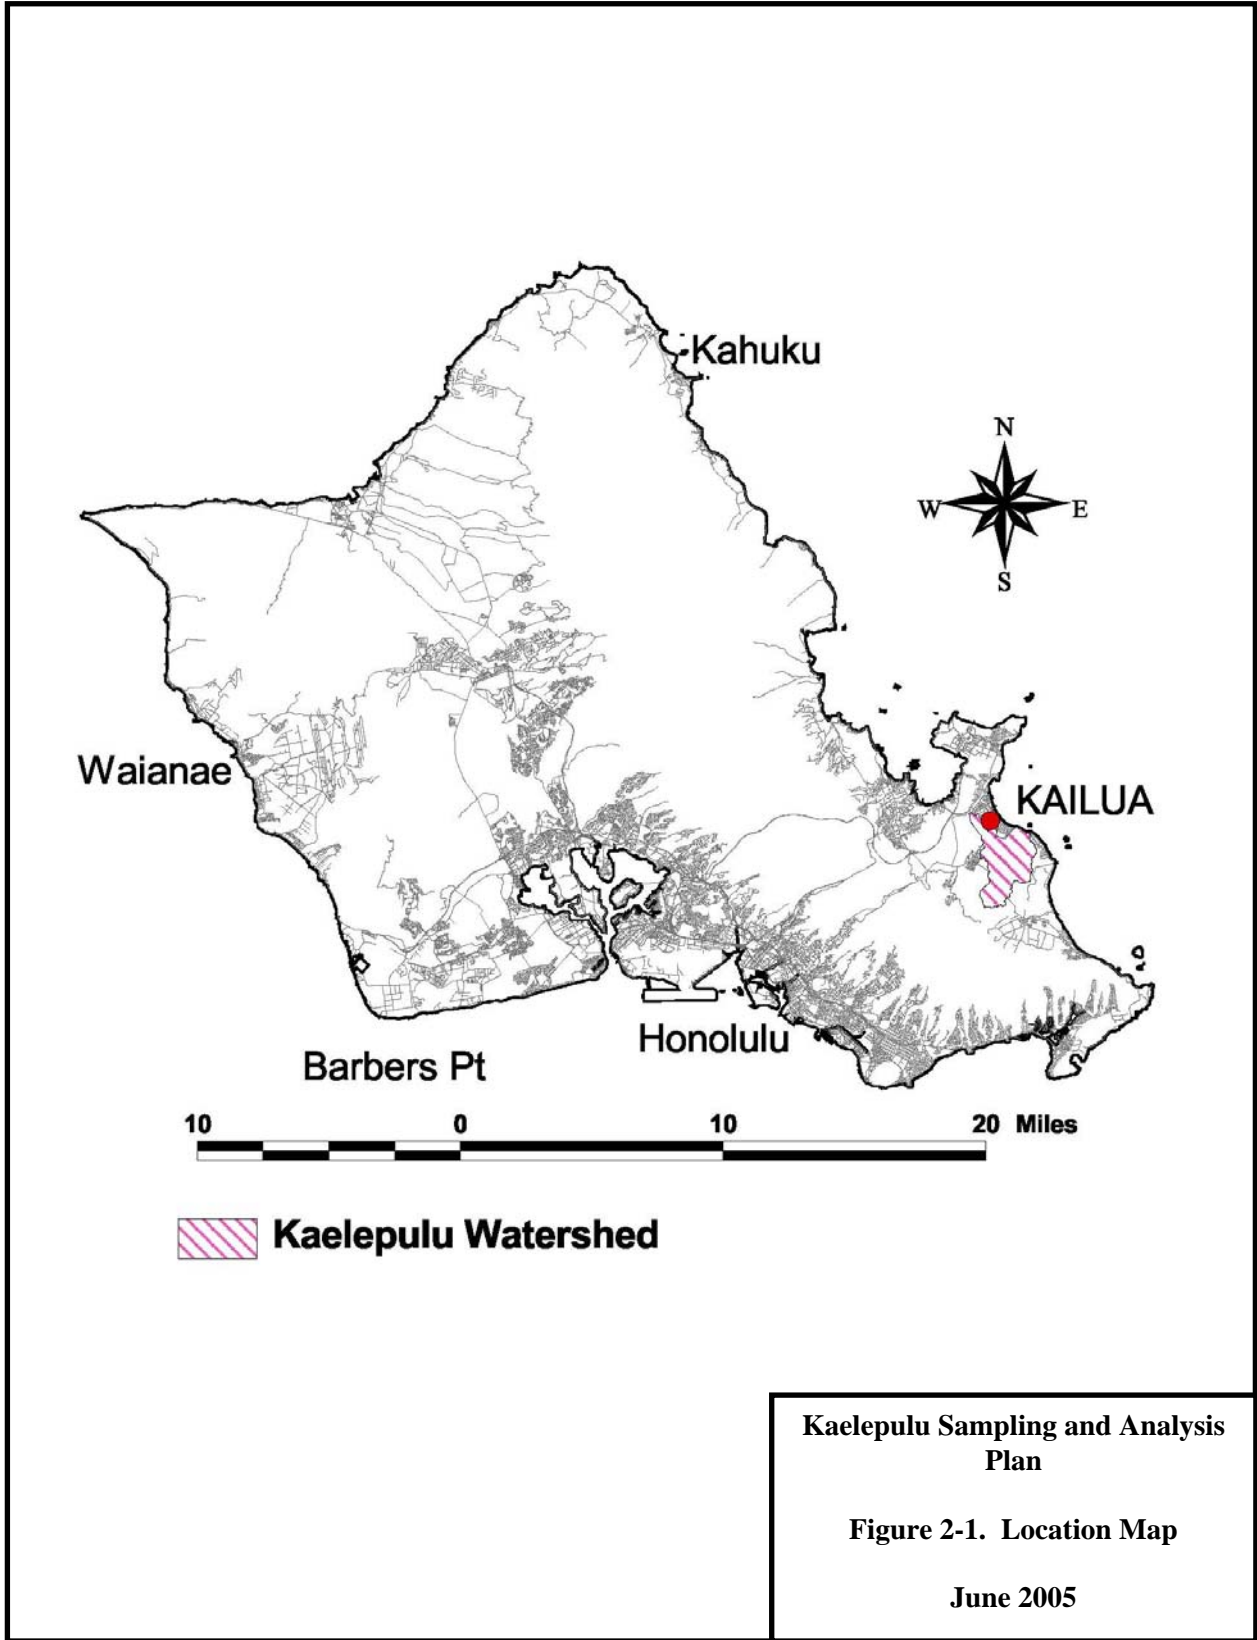 Kahuku
N
W E
S
Waianae
KAILUA
Honolulu
Barbers Pt
10 0 10 20 Miles
Kaelepulu Watershed
Kaelepulu Sampling and Analysis
Plan
Figure 2-1. Location Map
June 2005